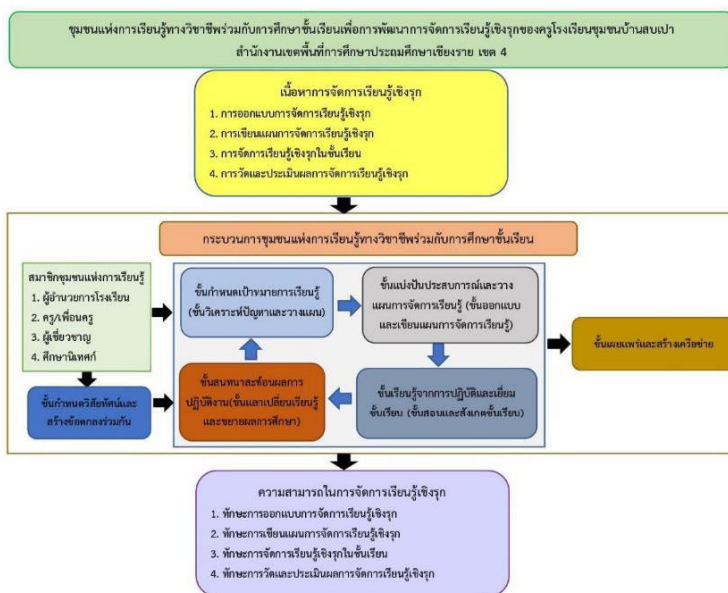 ชุมชนแห่งการเรียนรู้ทางวิชาชีพร่วมกับการศึกษาชั้นเรียนเพื่อการพัฒนาการจัดการเรียนรู้เชิงรุกของครูโรงเรียนชุมชนบ้านสบเปา
สำนักงานเขตพื้นที่การศึกษาประถมศึกษาเชียงราย เขต 4
เนื้อหาการจัดการเรียนรู้เชิงรุก
1. การออกแบบการจัดการเรียนรู้เชิงรุก
2. การเขียนแผนการจัดการเรียนรู้เชิงรุก
3. การจัดการเรียนรู้เชิงรุกในชั้นเรียน
4. การวัดและประเมินผลการจัดการเรียนรู้เชิงรุก
กระบวนการชุมชนแห่งการเรียนรู้ทางวิชาชีพร่วมกับการศึกษาชั้นเรียน
สมาชิกชุมชนแห่งการเรียนรู้
1. ผู้อำนวยการโรงเรียน
2. ครู/เพื่อนครู
3. ผู้เชี่ยวชาญ
4. ศึกษานิเทศก์
ขั้นกำหนดวิสัยทัศน์และ
สร้างข้อตกลงร่วมกัน
ขั้นกำหนดเป้าหมายการเรียนรู้
(ขั้นวิเคราะห์ปัญหาและวางแผน)
ขั้นแบ่งปันประสบการณ์และวาง
แผนการจัดการเรียนรู้ (ขั้นออกแบบ
และเขียนแผนการจัดการเรียนรู้)
ขั้นสนทนาสะท้อนผลการ
ปฏิบัติงาน(ขั้นแลกเปลี่ยนเรียนรู้
และขยายผลการศึกษา)
ขั้นเรียนรู้จากการปฏิบัติและเยี่ยม
ชั้นเรียน (ขั้นสอนและสังเกตชั้นเรียน)
ขั้นเผยแพร่และสร้างเครือข่าย
ความสามารถในการจัดการเรียนรู้เชิงรุก
1. ทักษะการออกแบบการจัดการเรียนรู้เชิงรุก
2. ทักษะการเขียนแผนการจัดการเรียนรู้เชิงรุก
3. ทักษะการจัดการเรียนรู้เชิงรุกในชั้นเรียน
4. ทักษะการวัดและประเมินผลการจัดการเรียนรู้เชิงรุก